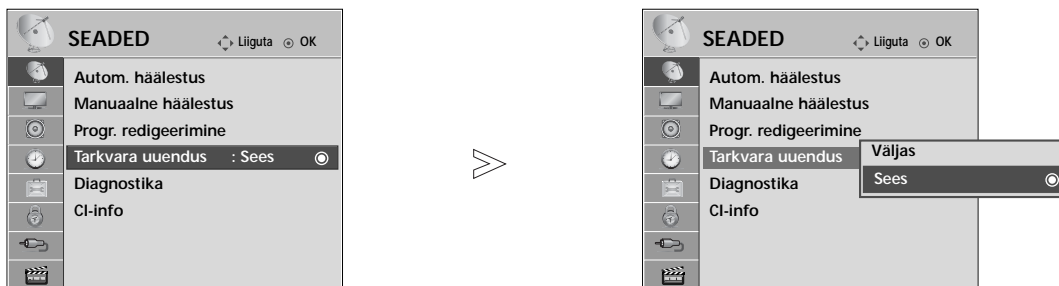 SEADED Liiguta OK
Autom. häälestus
Manuaalne häälestus
Progr. redigeerimine
Tarkvara uuendus : Sees
Diagnostika
CI-info
SEADED Liiguta OK
Autom. häälestus
Manuaalne häälestus
Progr. redigeerimine
Tarkvara uuendus
Väljas
Sees
Diagnostika
CI-info